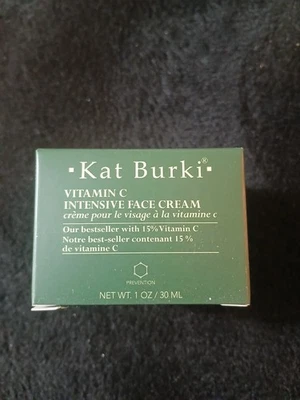 · Kat Burki® ·
VITAMIN C
INTENSIVE FACE CREAM
crème pour le visage à la vitamine c
Our bestseller with 15% Vitamin C
Notre best-seller contenant 15 %
de vitamine C
PREVENTION
NET WT. 1 OZ / 30 ML